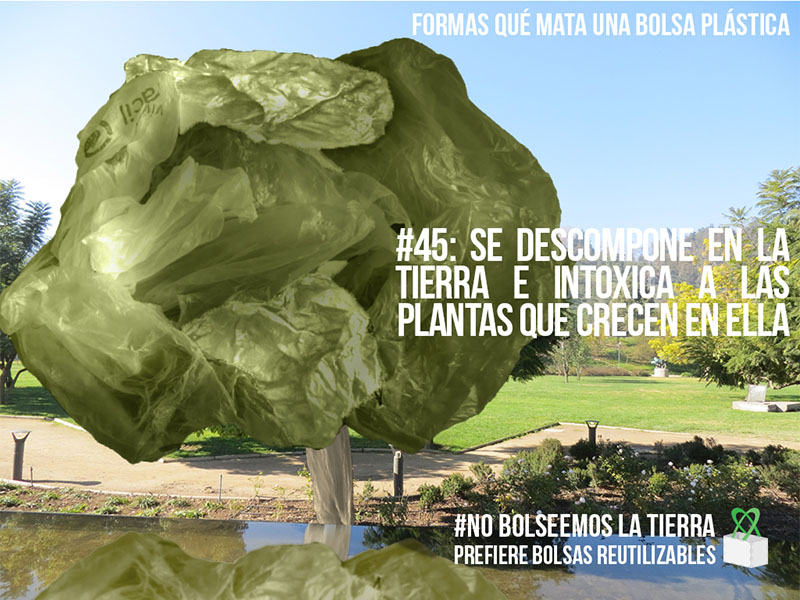 FORMAS QUÉ MATA UNA BOLSA PLÁSTICA
#45: SE DESCOMPONE EN LA
TIERRA E INTOXICA A LAS
PLANTAS QUE CRECEN EN ELLA
#NO BOLSEEMOS LA TIERRA
PREFIERE BOLSAS REUTILIZABLES